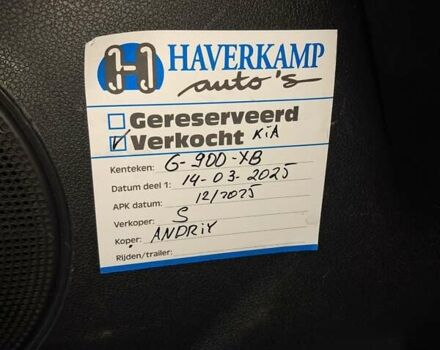 HAVERKAMP
auto's
Gereserveerd
Verkocht KiA
Kenteken: G-900-XB
Datum deel 1: 14-03-2025
APK datum: 12/2025
Verkoper: S
Koper: ANDRiY
Rijden/trailer: